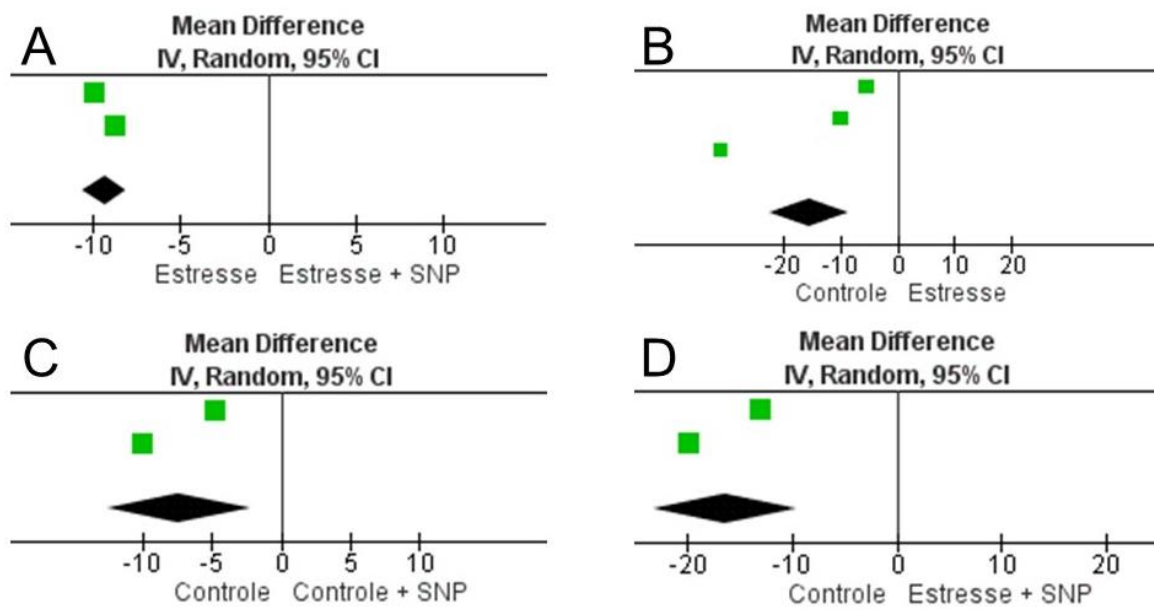 A
Mean Difference
IV, Random, 95% CI
-10 -5 0 5 10
Estresse Estresse + SNP
B
Mean Difference
IV, Random, 95% CI
-20 -10 0 10 20
Controle Estresse
C
Mean Difference
IV, Random, 95% CI
-10 -5 0 5 10
Controle Controle + SNP
D
Mean Difference
IV, Random, 95% CI
-20 -10 0 10 20
Controle Estresse + SNP